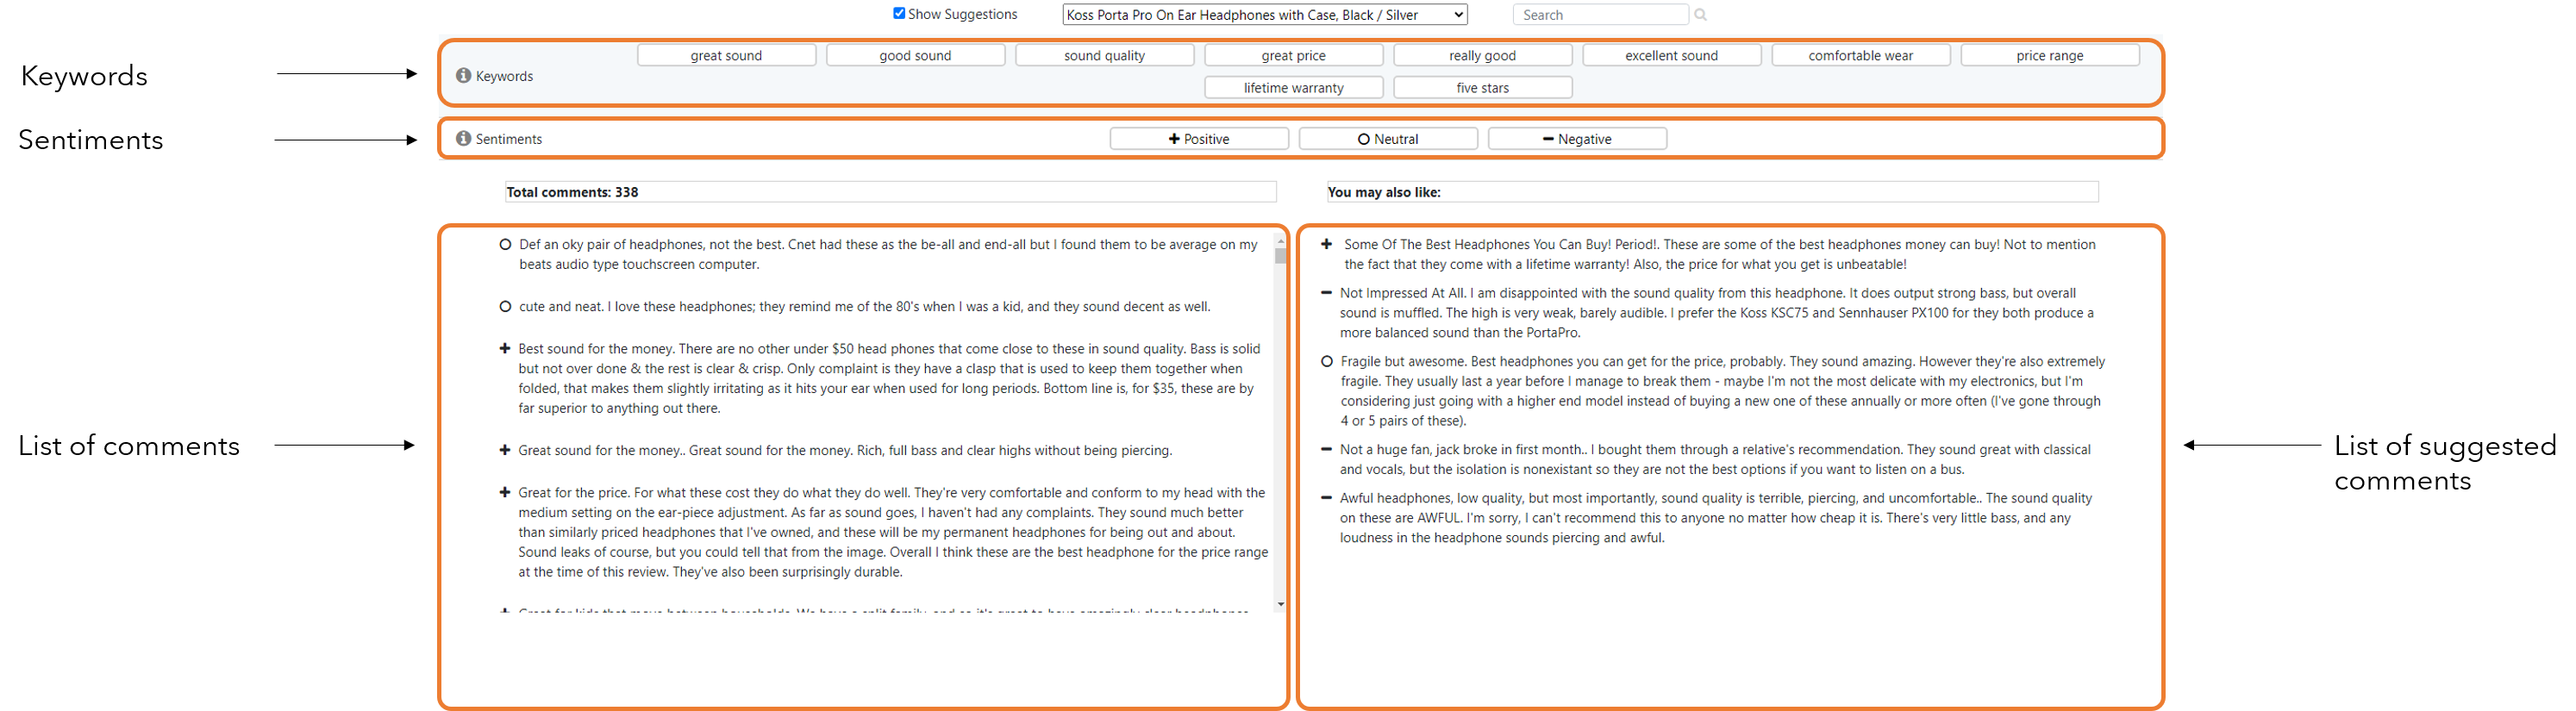 Show Suggestions
Koss Porta Pro On Ear Headphones with Case, Black / Silver
Search
Keywords
Keywords
great sound
good sound
sound quality
great price
really good
excellent sound
comfortable wear
price range
lifetime warranty
five stars
Sentiments
Sentiments
Positive
Neutral
Negative
Total comments: 338
You may also like:
List of comments
Def an oky pair of headphones, not the best. Cnet had these as the be-all and end-all but I found them to be average on my
beats audio type touchscreen computer.
cute and neat. I love these headphones; they remind me of the 80's when I was a kid, and they sound decent as well.
Best sound for the money. There are no other under $50 head phones that come close to these in sound quality. Bass is solid
but not over done & the rest is clear & crisp. Only complaint is they have a clasp that is used to keep them together when
folded, that makes them slightly irritating as it hits your ear when used for long periods. Bottom line is, for $35, these are by
far superior to anything out there.
Great sound for the money.. Great sound for the money. Rich, full bass and clear highs without being piercing.
Great for the price. For what these cost they do what they do well. They're very comfortable and conform to my head with the
medium setting on the ear-piece adjustment. As far as sound goes, I haven't had any complaints. They sound much better
than similarly priced headphones that I've owned, and these will be my permanent headphones for being out and about.
Sound leaks of course, but you could tell that from the image. Overall I think these are the best headphone for the price range
at the time of this review. They've also been surprisingly durable.
Great for kids that move between households. We have a split family, and so it's great to have amazingly clear headphones
Some Of The Best Headphones You Can Buy! Period!. These are some of the best headphones money can buy! Not to mention
the fact that they come with a lifetime warranty! Also, the price for what you get is unbeatable!
Not Impressed At All. I am disappointed with the sound quality from this headphone. It does output strong bass, but overall
sound is muffled. The high is very weak, barely audible. I prefer the Koss KSC75 and Sennhauser PX100 for they both produce a
more balanced sound than the PortaPro.
Fragile but awesome. Best headphones you can get for the price, probably. They sound amazing. However they're also extremely
fragile. They usually last a year before I manage to break them - maybe I'm not the most delicate with my electronics, but I'm
considering just going with a higher end model instead of buying a new one of these annually or more often (I've gone through
4 or 5 pairs of these).
Not a huge fan, jack broke in first month.. I bought them through a relative's recommendation. They sound great with classical
and vocals, but the isolation is nonexistant so they are not the best options if you want to listen on a bus.
Awful headphones, low quality, but most importantly, sound quality is terrible, piercing, and uncomfortable.. The sound quality
on these are AWFUL. I'm sorry, I can't recommend this to anyone no matter how cheap it is. There's very little bass, and any
loudness in the headphone sounds piercing and awful.
List of suggested
comments